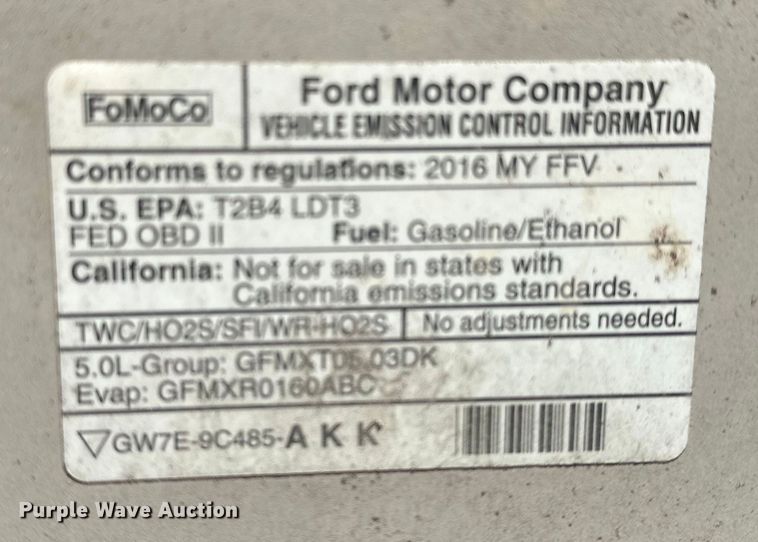 FoMoCo
Ford Motor Company
VEHICLE EMISSION CONTROL INFORMATION
Conforms to regulations: 2016 MY FFV
U.S. EPA: T2B4 LDT3
FED OBD II Fuel: Gasoline/Ethanol
California: Not for sale in states with
California emissions standards.
TWC/HO2S/SFI/WR-HO2S No adjustments needed.
5.0L-Group: GFMXT05.03DK
Evap: GFMXR0160ABC
GW7E-9C485-A K K
Purple Wave Auction